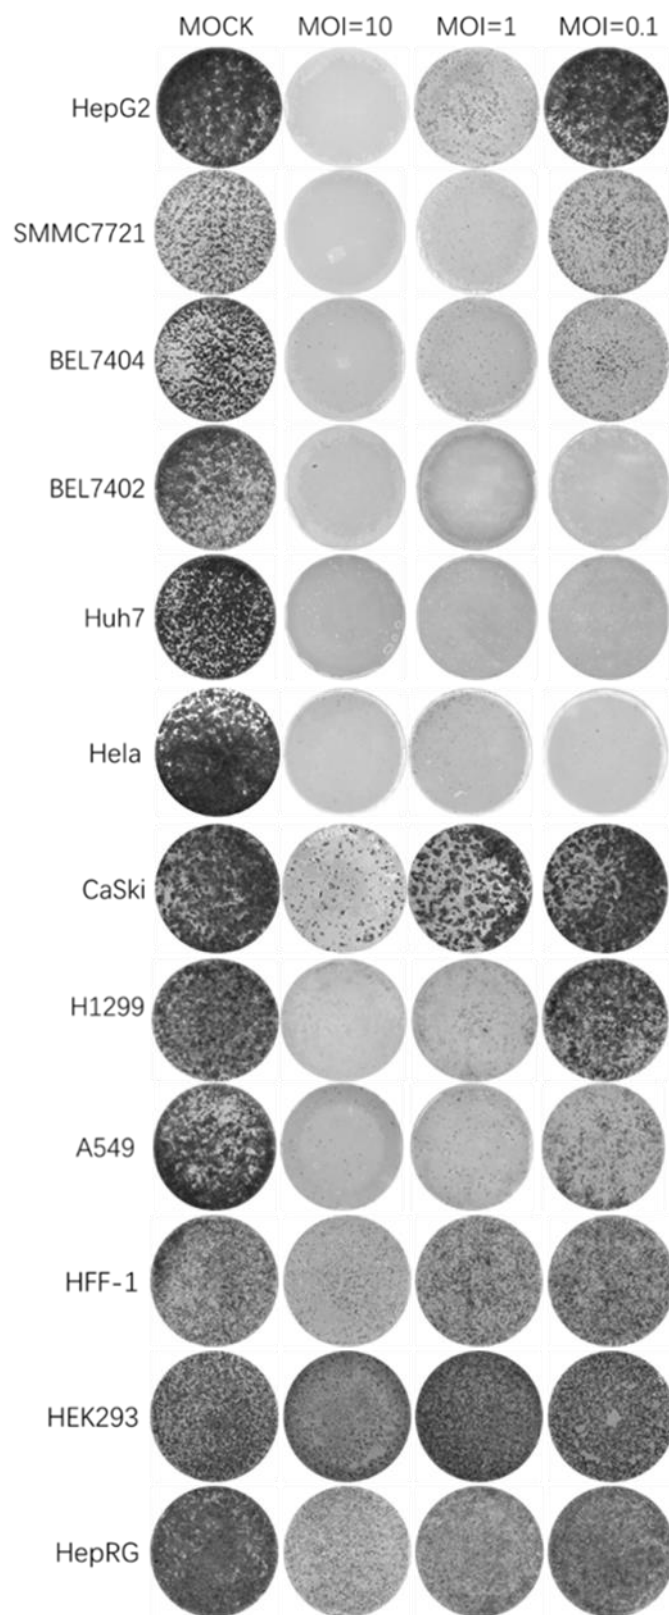 MOCK MOI=10 MOI=1 MOI=0.1
HepG2
SMMC7721
BEL7404
BEL7402
Huh7
Hela
CaSki
H1299
A549
HFF-1
HEK293
HepRG